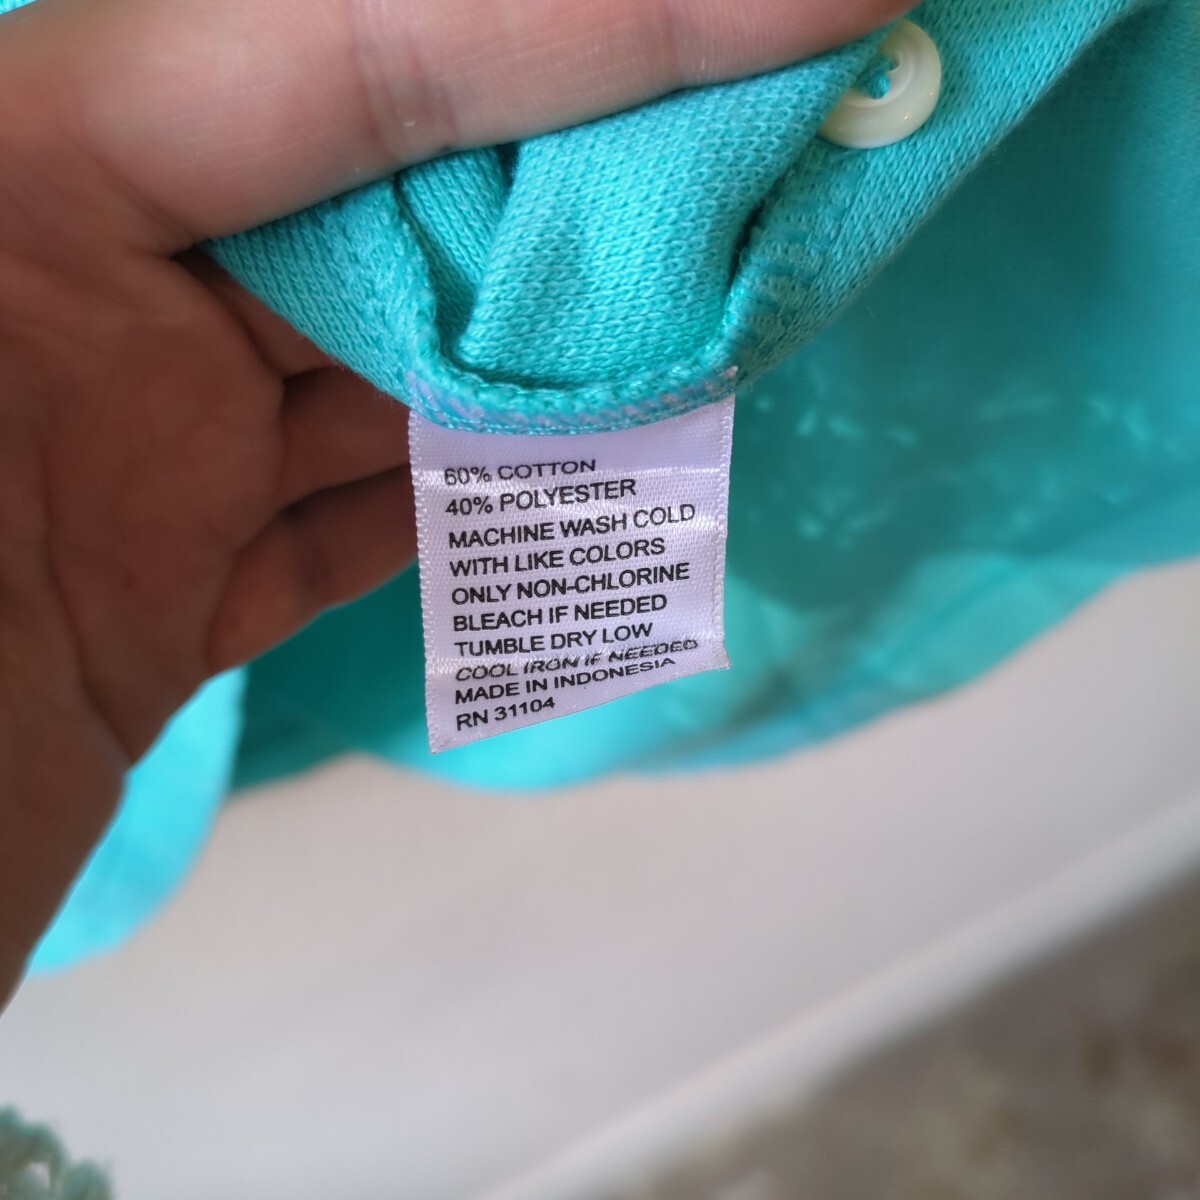 60% COTTON
40% POLYESTER
MACHINE WASH COLD
WITH LIKE COLORS
ONLY NON-CHLORINE
BLEACH IF NEEDED
TUMBLE DRY LOW
COOL IRON IF NEEDED
MADE IN INDONESIA
RN 31104